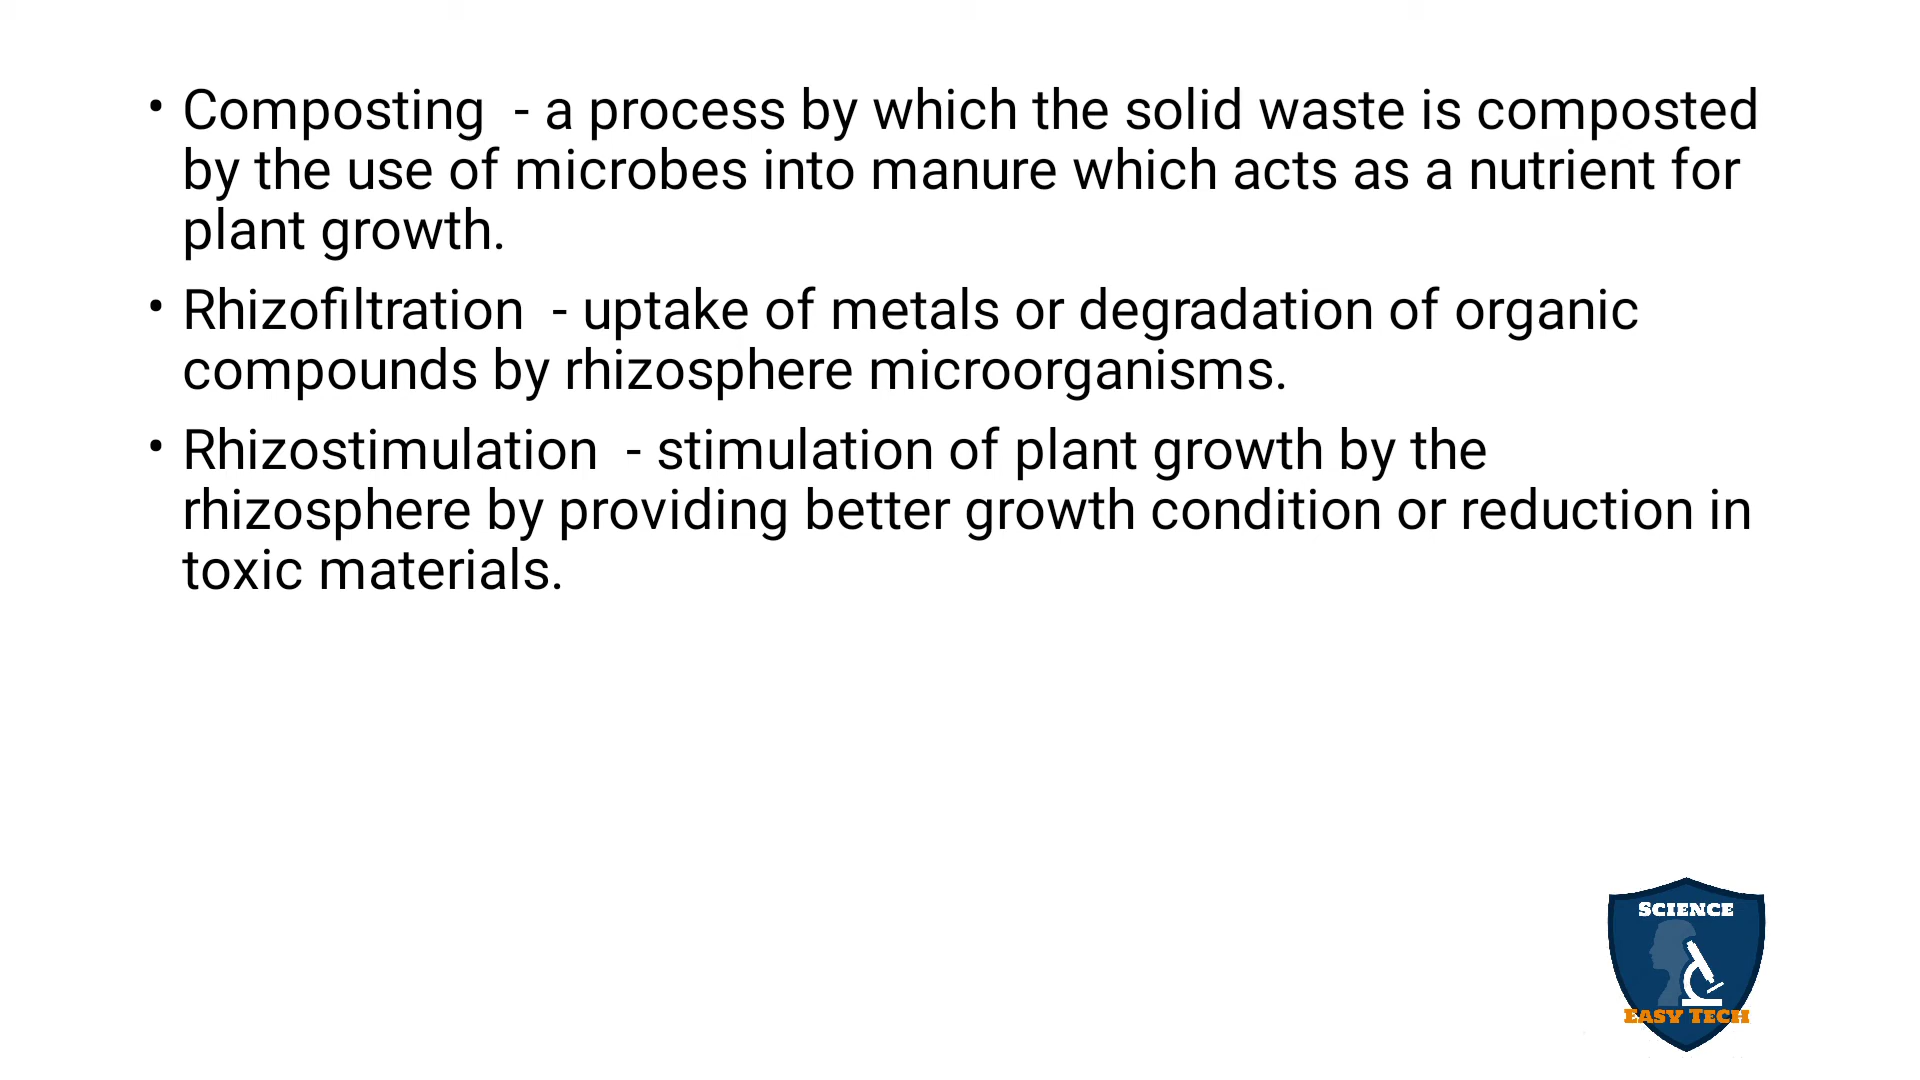 • Composting  - a process by which the solid waste is composted
by the use of microbes into manure which acts as a nutrient for
plant growth.
• Rhizofiltration  - uptake of metals or degradation of organic
compounds by rhizosphere microorganisms.
• Rhizostimulation  - stimulation of plant growth by the
rhizosphere by providing better growth condition or reduction in
toxic materials.
SCIENCE
EASY TECH